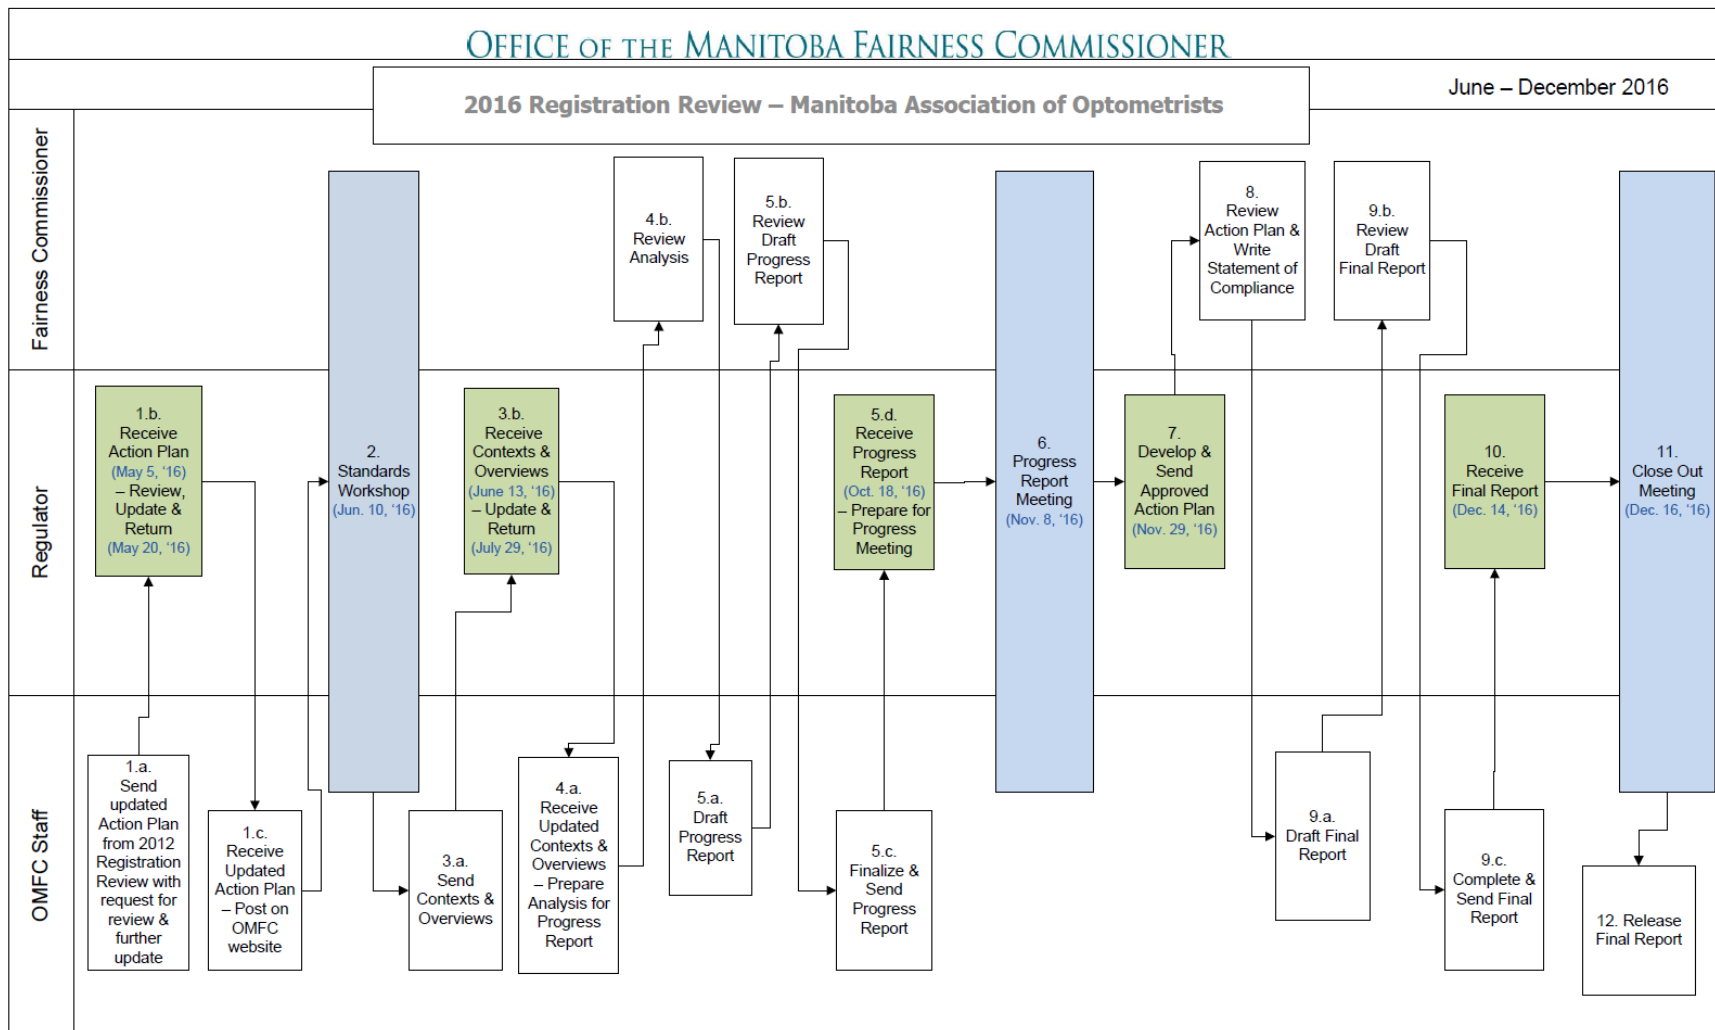 OFFICE OF THE MANITOBA FAIRNESS COMMISSIONER
2016 Registration Review – Manitoba Association of Optometrists
June – December 2016
Fairness Commissioner
4.b.
Review
Analysis
5.b.
Review
Draft
Progress
Report
8.
Review
Action Plan &
Write
Statement of
Compliance
9.b.
Review
Draft
Final Report
Regulator
1.b.
Receive
Action Plan
(May 5, ‘16)
– Review,
Update &
Return
(May 20, ‘16)
2.
Standards
Workshop
(Jun. 10, ‘16)
3.b.
Receive
Contexts &
Overviews
(June 13, ‘16)
– Update &
Return
(July 29, ‘16)
5.d.
Receive
Progress
Report
(Oct. 18, ‘16)
– Prepare for
Progress
Meeting
6.
Progress
Report
Meeting
(Nov. 8, ‘16)
7.
Develop &
Send
Approved
Action Plan
(Nov. 29, ‘16)
10.
Receive
Final Report
(Dec. 14, ‘16)
11.
Close Out
Meeting
(Dec. 16, ‘16)
OMFC Staff
1.a.
Send
updated
Action Plan
from 2012
Registration
Review with
request for
review &
further
update
1.c.
Receive
Updated
Action Plan
– Post on
OMFC
website
3.a.
Send
Contexts &
Overviews
4.a.
Receive
Updated
Contexts &
Overviews
– Prepare
Analysis for
Progress
Report
5.a.
Draft
Progress
Report
5.c.
Finalize &
Send
Progress
Report
9.a.
Draft Final
Report
9.c.
Complete &
Send Final
Report
12. Release
Final Report